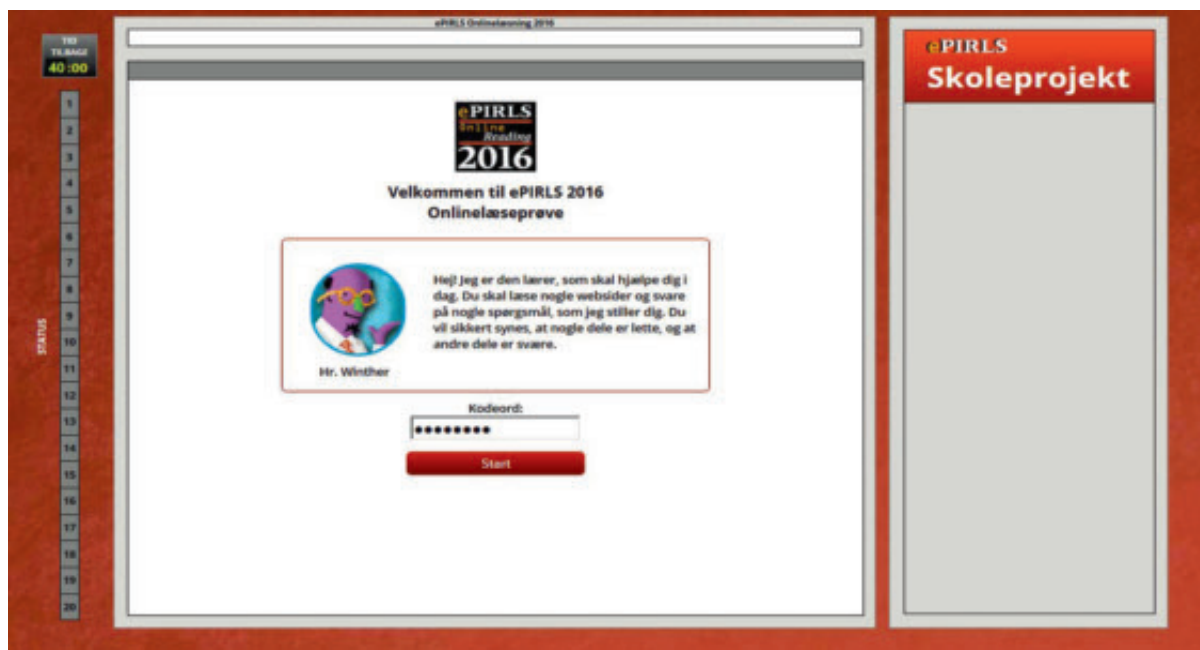 ePIRLS Onlinelæsning 2016
TID
TILBAGE
40:00
STATUS
1
2
3
4
5
6
7
8
9
10
11
12
13
14
15
16
17
18
19
20
ePIRLS
Online
Reading
2016
Velkommen til ePIRLS 2016
Onlinelæseprøve
Hej! Jeg er den lærer, som skal hjælpe dig i
dag. Du skal læse nogle websider og svare
på nogle spørgsmål, som jeg stiller dig. Du
vil sikkert synes, at nogle dele er lette, og at
andre dele er svære.
Hr. Winther
Kodeord:
Start
ePIRLS
Skoleprojekt